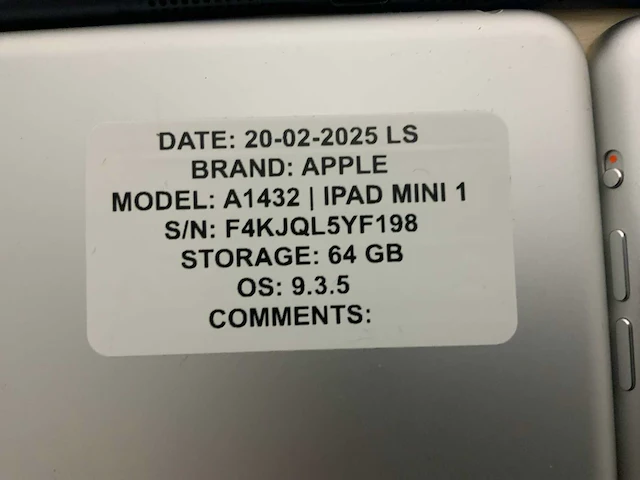 DATE: 20-02-2025 LS
BRAND: APPLE
MODEL: A1432 | IPAD MINI 1
S/N: F4KJQL5YF198
STORAGE: 64 GB
OS: 9.3.5
COMMENTS: